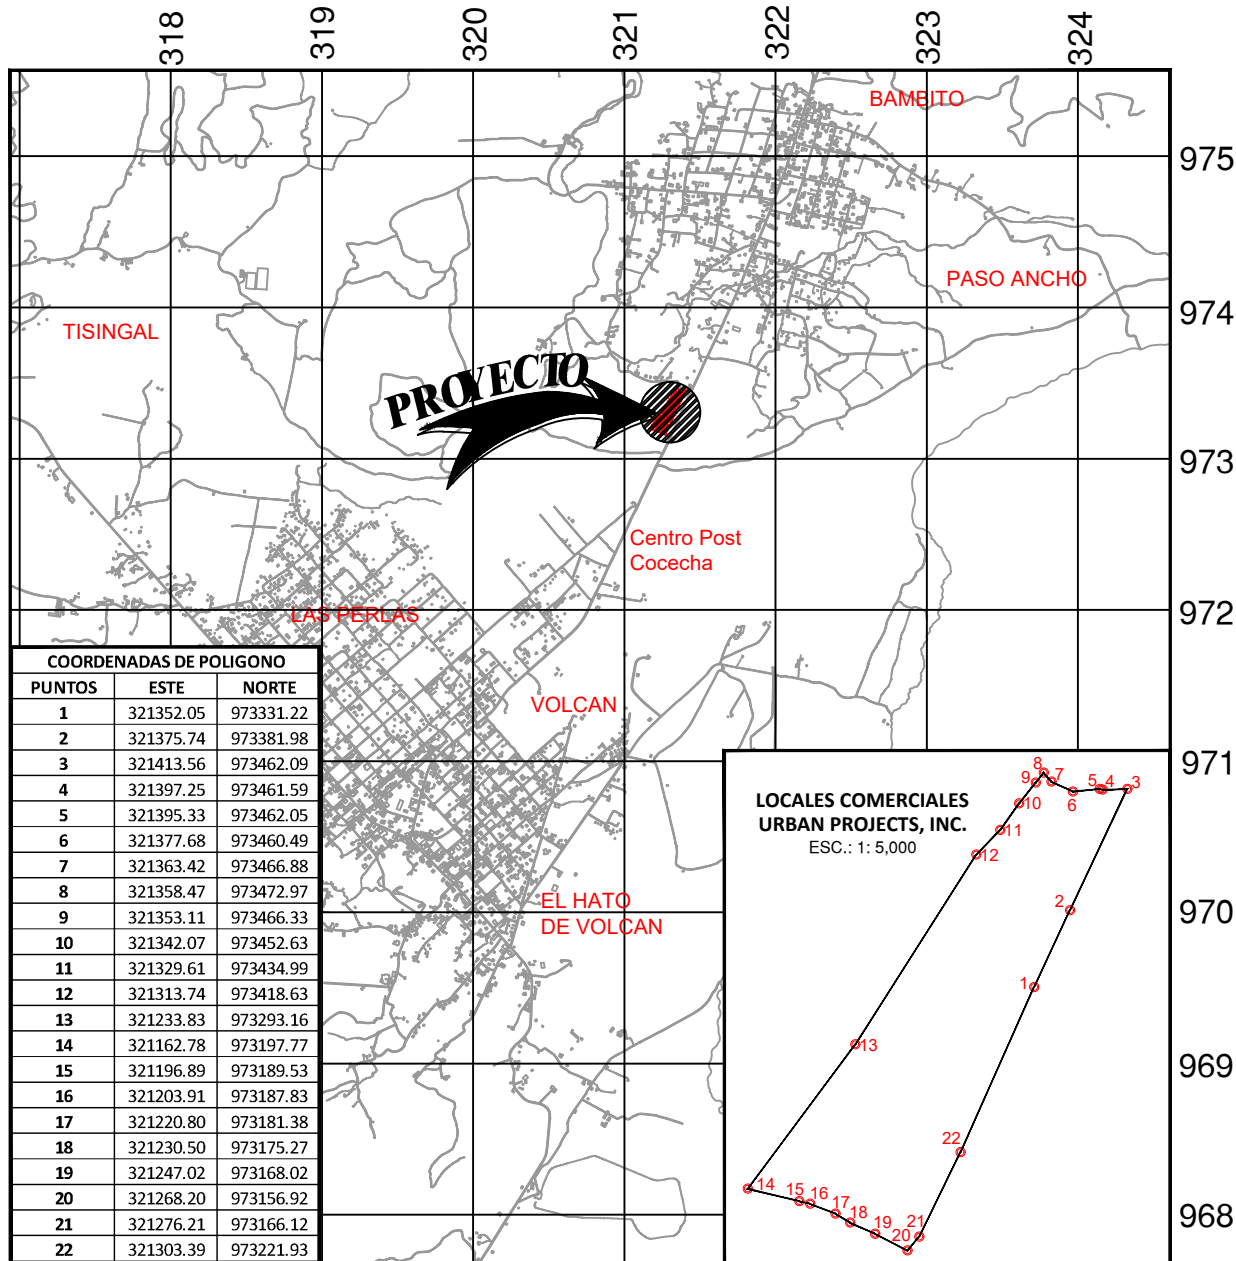 318 319 320 321 322 323 324
BAMBITO
975
PASO ANCHO
974
TISINGAL
PROYECTO
973
Centro Post
Cocecha
972
LAS PERLAS
VOLCAN
971
EL HATO
DE VOLCAN
970
969
968
COORDENADAS DE POLIGONO
PUNTOS ESTE NORTE
1 321352.05 973331.22
2 321375.74 973381.98
3 321413.56 973462.09
4 321397.25 973461.59
5 321395.33 973462.05
6 321377.68 973460.49
7 321363.42 973466.88
8 321358.47 973472.97
9 321353.11 973466.33
10 321342.07 973452.63
11 321329.61 973434.99
12 321313.74 973418.63
13 321233.83 973293.16
14 321162.78 973197.77
15 321196.89 973189.53
16 321203.91 973187.83
17 321220.80 973181.38
18 321230.50 973175.27
19 321247.02 973168.02
20 321268.20 973156.92
21 321276.21 973166.12
22 321303.39 973221.93
LOCALES COMERCIALES
URBAN PROJECTS, INC.
ESC.: 1: 5,000
8
9 7 5 4 3
6
10
11
12
2
1
13
22
14 15 16
17
18
19
20 21